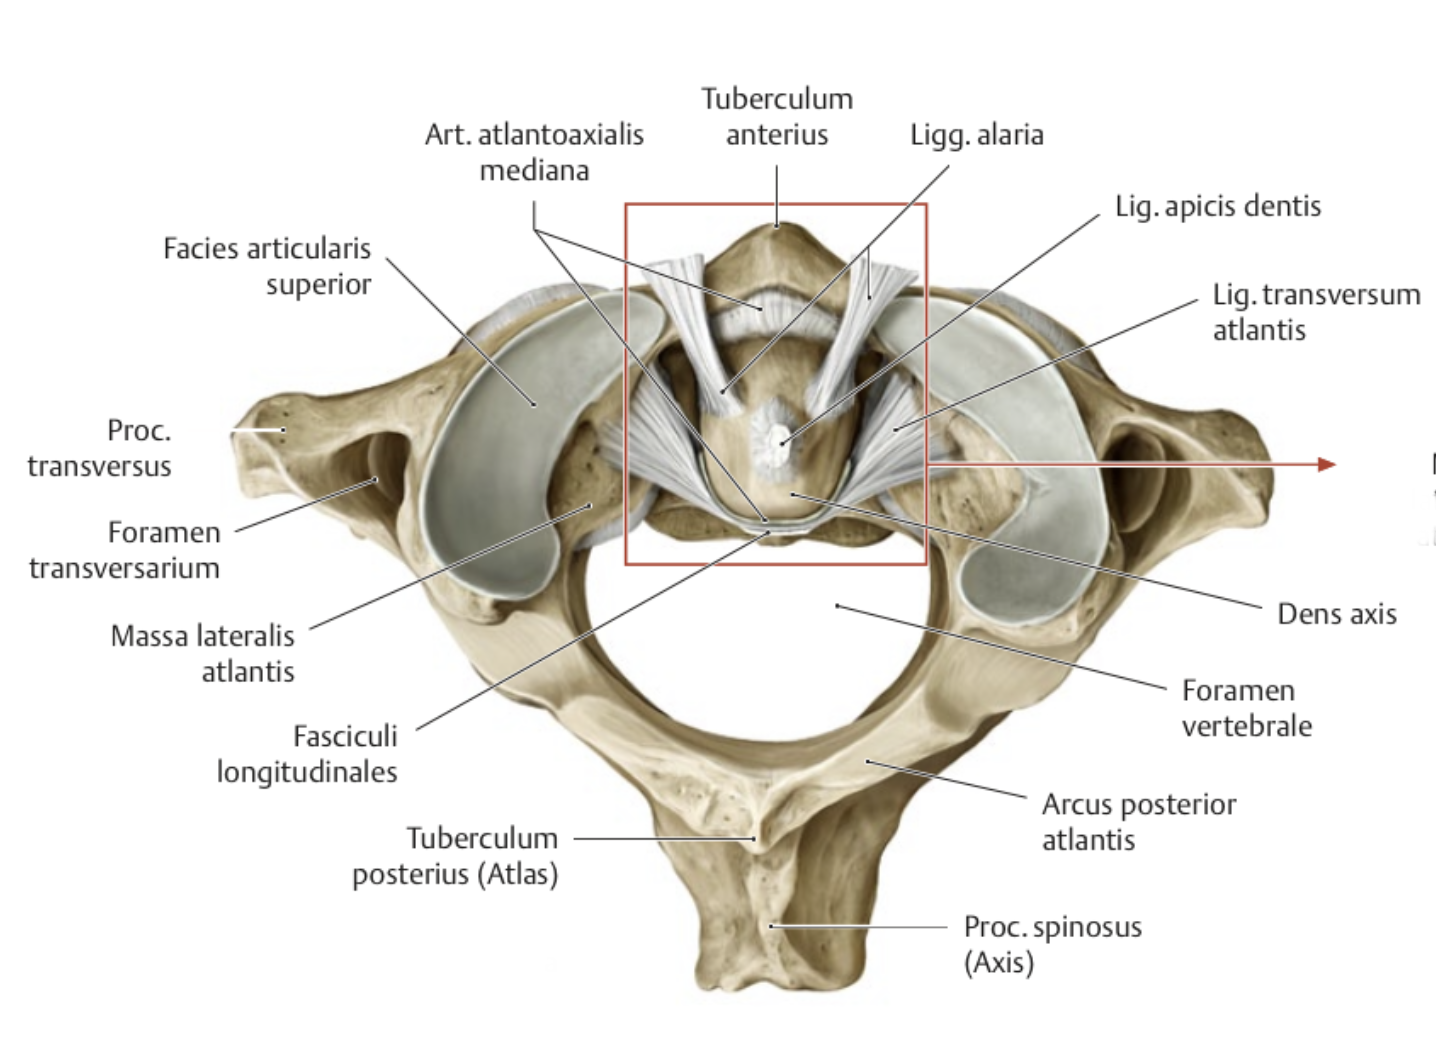 Tuberculum
anterius
Art. atlantoaxialis
mediana
Ligg. alaria
Lig. apicis dentis
Facies articularis
superior
Lig. transversum
atlantis
Proc.
transversus
Foramen
transversarium
Dens axis
Massa lateralis
atlantis
Foramen
vertebrale
Fasciculi
longitudinales
Arcus posterior
atlantis
Tuberculum
posterius (Atlas)
Proc. spinosus
(Axis)